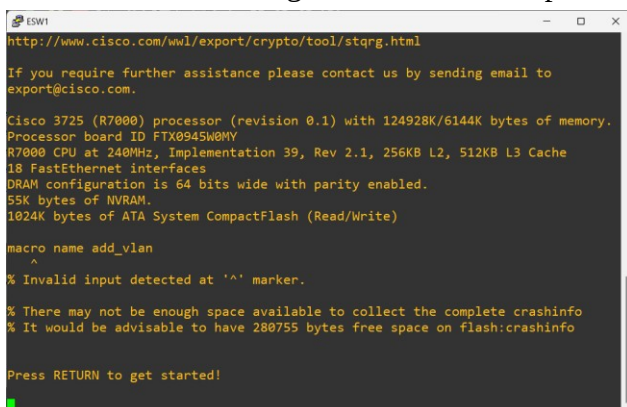 ESW1
http://www.cisco.com/wwl/export/crypto/tool/stqrg.html
If you require further assistance please contact us by sending email to
export@cisco.com.
Cisco 3725 (R7000) processor (revision 0.1) with 124928K/6144K bytes of memory.
Processor board ID FTX0945W0MY
R7000 CPU at 240MHz, Implementation 39, Rev 2.1, 256KB L2, 512KB L3 Cache
18 FastEthernet interfaces
DRAM configuration is 64 bits wide with parity enabled.
55K bytes of NVRAM.
1024K bytes of ATA System CompactFlash (Read/Write)
macro name add_vlan
^
% Invalid input detected at '^' marker.
% There may not be enough space available to collect the complete crashinfo
% It would be advisable to have 280755 bytes free space on flash:crashinfo
Press RETURN to get started!